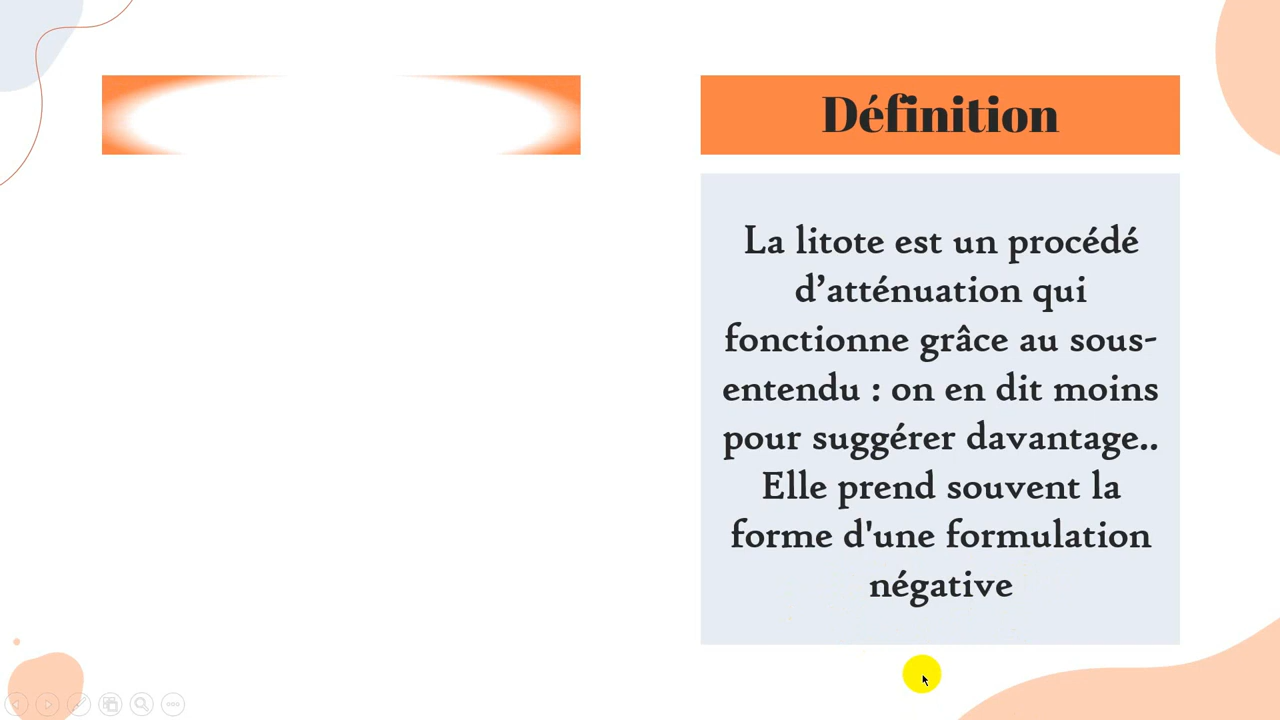 Définition
La litote est un procédé
d’atténuation qui
fonctionne grâce au sous-
entendu : on en dit moins
pour suggérer davantage..
Elle prend souvent la
forme d'une formulation
négative